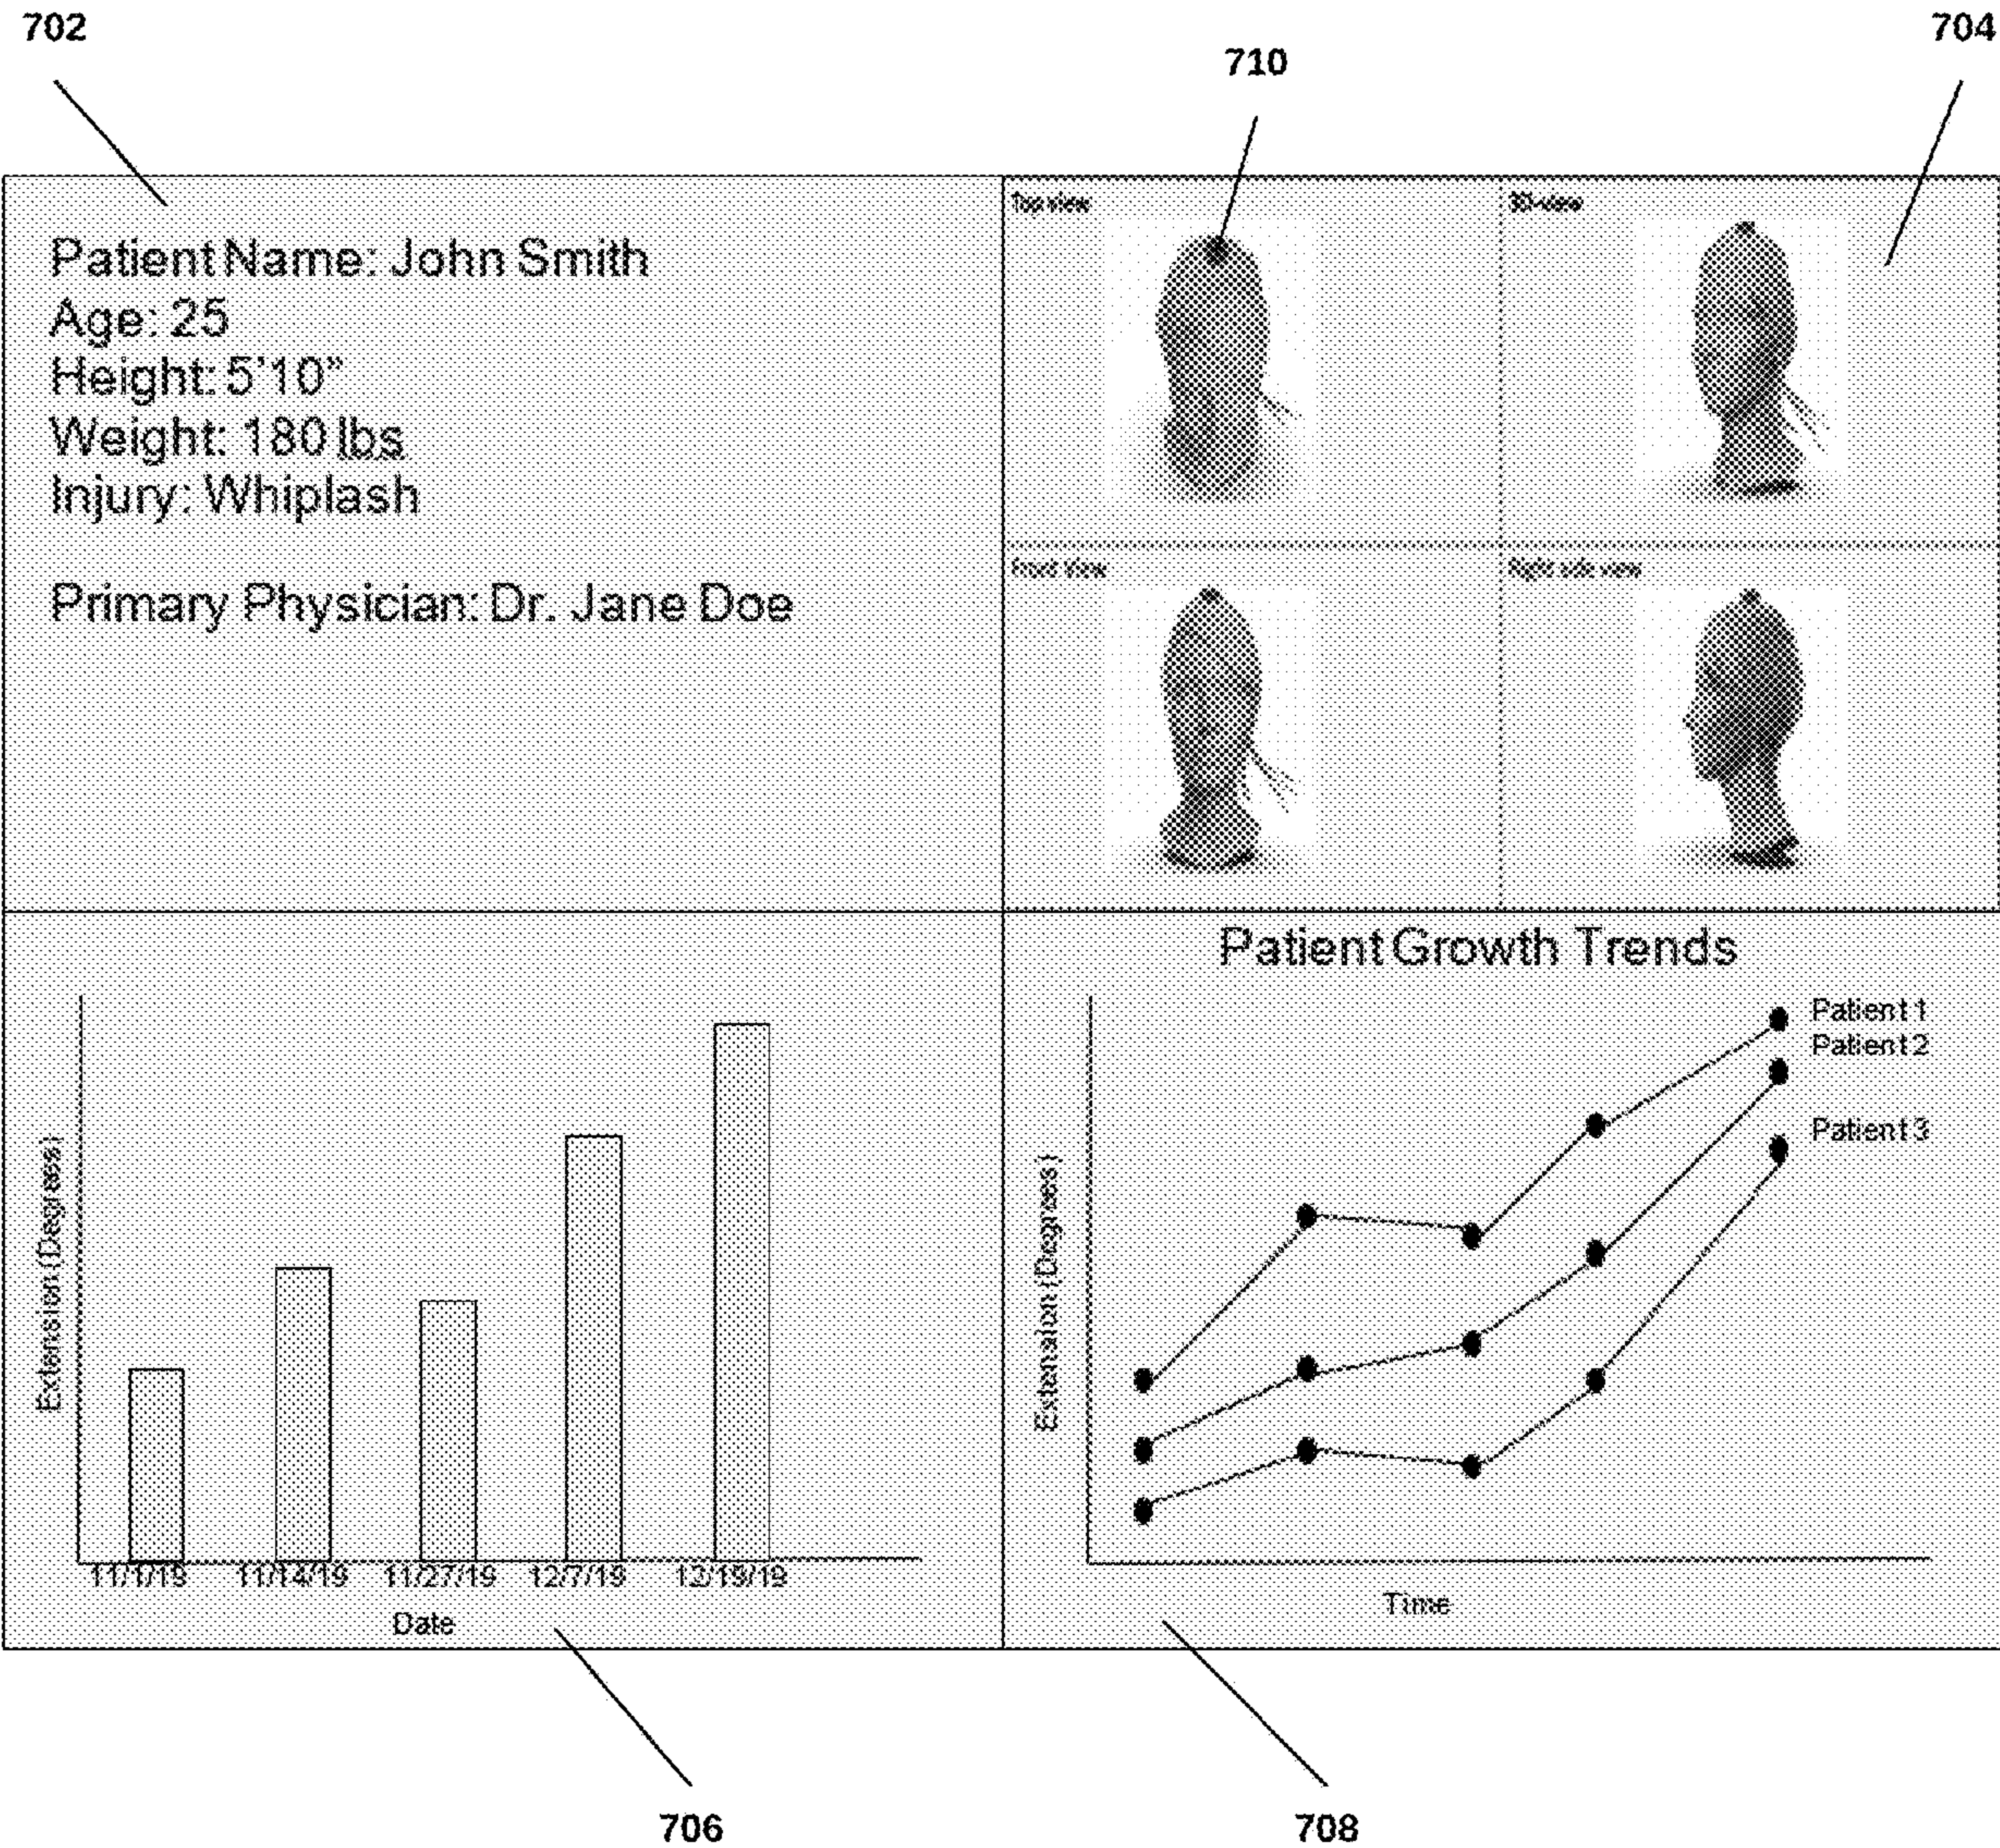 702
710
704
Patient Name: John Smith
Age: 25
Height: 5'10”
Weight: 180 lbs
Injury: Whiplash
Primary Physician: Dr. Jane Doe
Top view
3D-view
Front View
Right side view
Extension (Degrees)
11/1/19
11/14/19
11/27/19
12/7/19
12/19/19
Date
Patient Growth Trends
Patient 1
Patient 2
Patient 3
Extension (Degrees)
Time
706
708